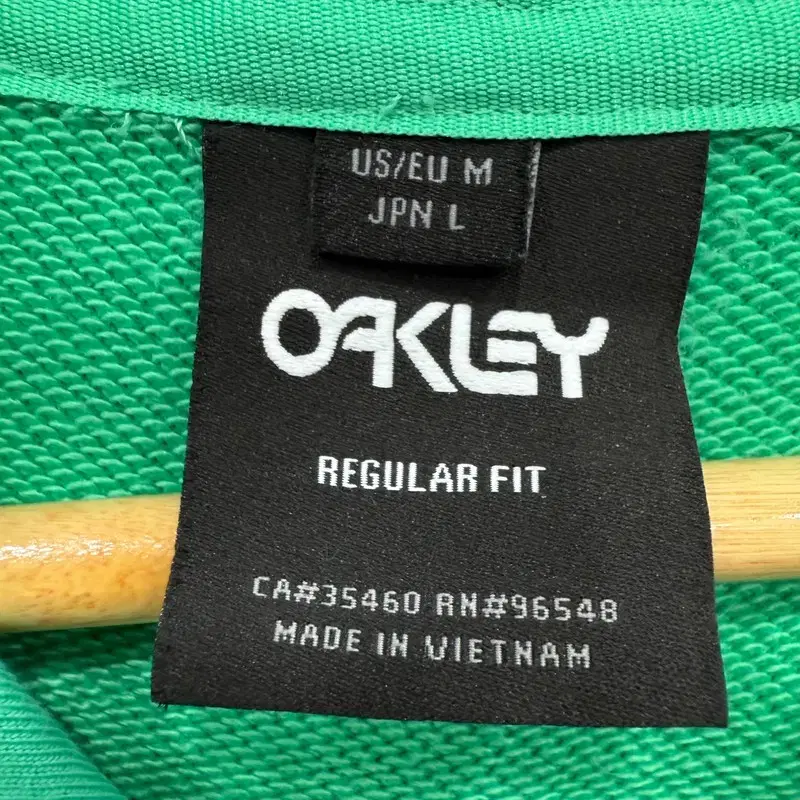 US/EU M
JPN L
OAKLEY
REGULAR FIT
CA#35460 RN#96548
MADE IN VIETNAM